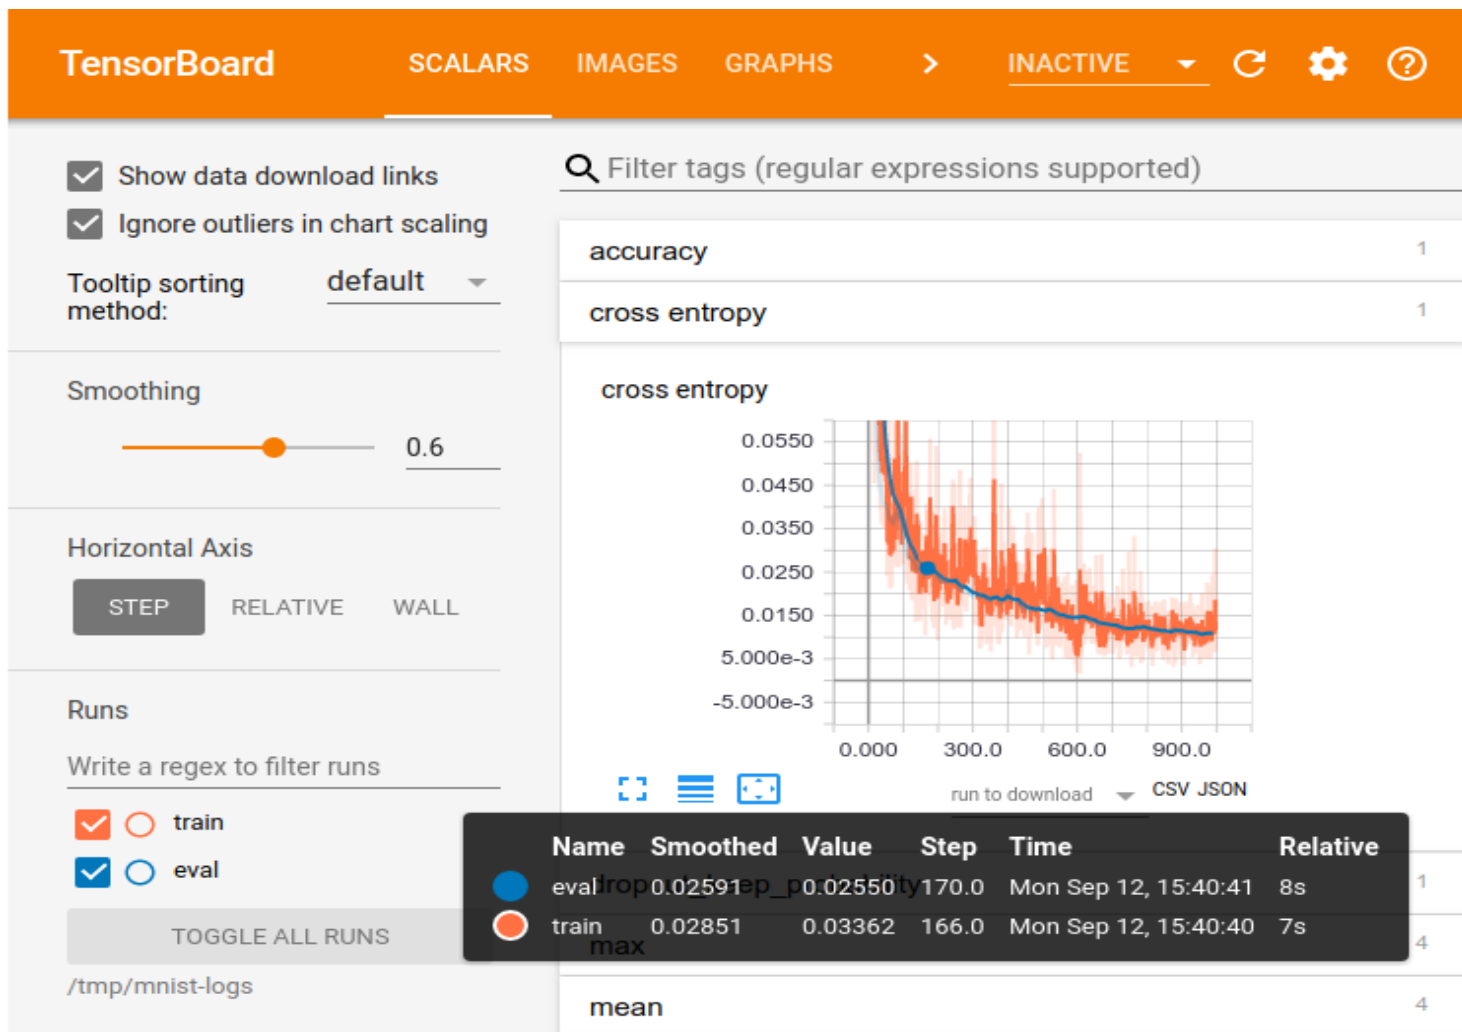 TensorBoard SCALARS IMAGES GRAPHS INACTIVE
Show data download links
Ignore outliers in chart scaling
Tooltip sorting method: default
Smoothing
0.6
Horizontal Axis
STEP RELATIVE WALL
Runs
Write a regex to filter runs
train
eval
TOGGLE ALL RUNS
/tmp/mnist-logs
Filter tags (regular expressions supported)
accuracy 1
cross entropy 1
cross entropy
0.0550
0.0450
0.0350
0.0250
0.0150
5.000e-3
-5.000e-3
0.000 300.0 600.0 900.0
run to download CSV JSON
Name Smoothed Value Step Time Relative
eval 0.02591 0.02550 170.0 Mon Sep 12, 15:40:41 8s
train 0.02851 0.03362 166.0 Mon Sep 12, 15:40:40 7s
1
max 4
mean 4